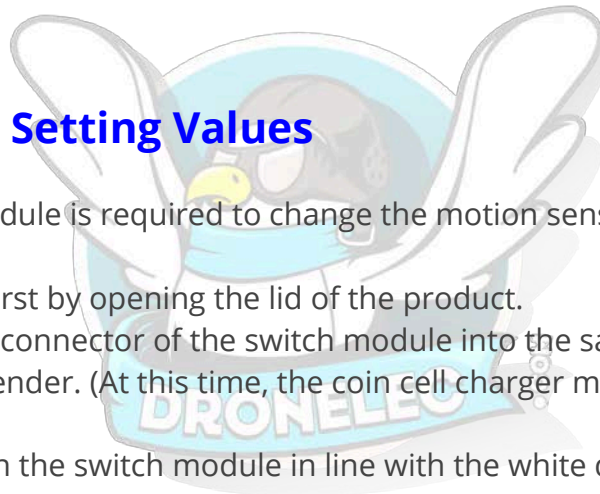 Setting Values
dule is required to change the motion sens
rst by opening the lid of the product.
connector of the switch module into the sa
ender. (At this time, the coin cell charger m
n the switch module in line with the white
DRONELEC